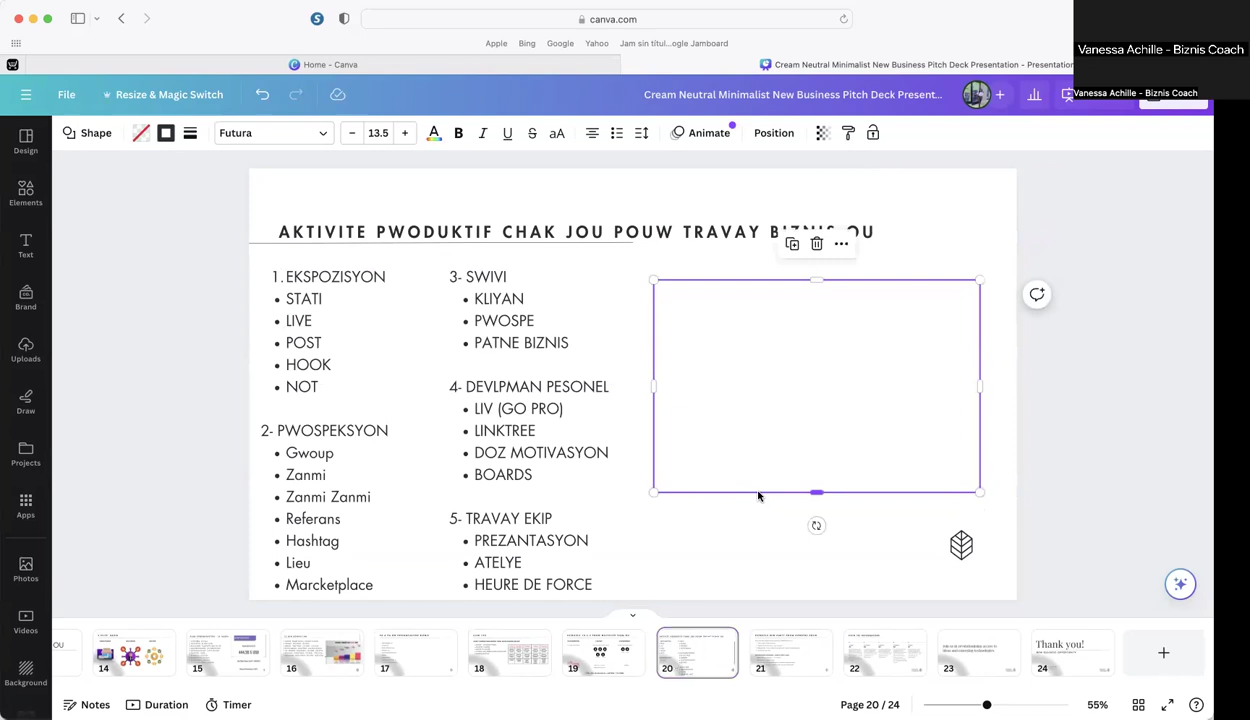 canva.com
Vanessa Achille - Biznis Coach
Apple Bing Google Yahoo Jam sin títul...ogle Jamboard
Home - Canva
Cream Neutral Minimalist New Business Pitch Deck Presentation - Presentatio
Vanessa Achille - Biznis Coach
File
Resize & Magic Switch
Cream Neutral Minimalist New Business Pitch Deck Present...
Shape
Futura
– 13.5 +
A B I U S aA
Animate
Position
Design
Elements
Text
Brand
Uploads
Draw
Projects
Apps
Photos
Videos
Background
AKTIVITE PWODUKTIF CHAK JOU POUW TRAVAY BIZNIS OU
1. EKSPOZISYON
• STATI
• LIVE
• POST
• HOOK
• NOT
2- PWOSPEKSYON
• Gwoup
• Zanmi
• Zanmi Zanmi
• Referans
• Hashtag
• Lieu
• Marcketplace
3- SWIVI
• KLIYAN
• PWOSPE
• PATNE BIZNIS
4- DEVLPMAN PESONEL
• LIV (GO PRO)
• LINKTREE
• DOZ MOTIVASYON
• BOARDS
5- TRAVAY EKIP
• PREZANTASYON
• ATELYE
• HEURE DE FORCE
OU
14
15
16
17
18
19
20
21
22
23
Thank you!
24
Notes
Duration
Timer
Page 20 / 24
55%